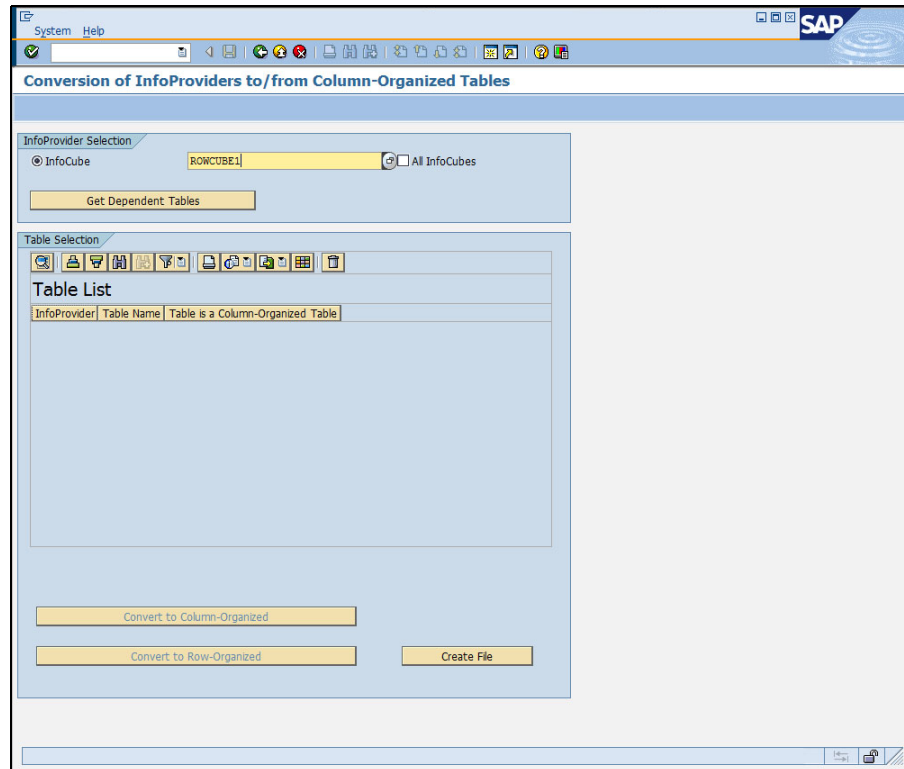 System Help
SAP
Conversion of InfoProviders to/from Column-Organized Tables
InfoProvider Selection
InfoCube ROWCUBE1 All InfoCubes
Get Dependent Tables
Table Selection
Table List
InfoProvider Table Name Table is a Column-Organized Table
Convert to Column-Organized
Convert to Row-Organized Create File